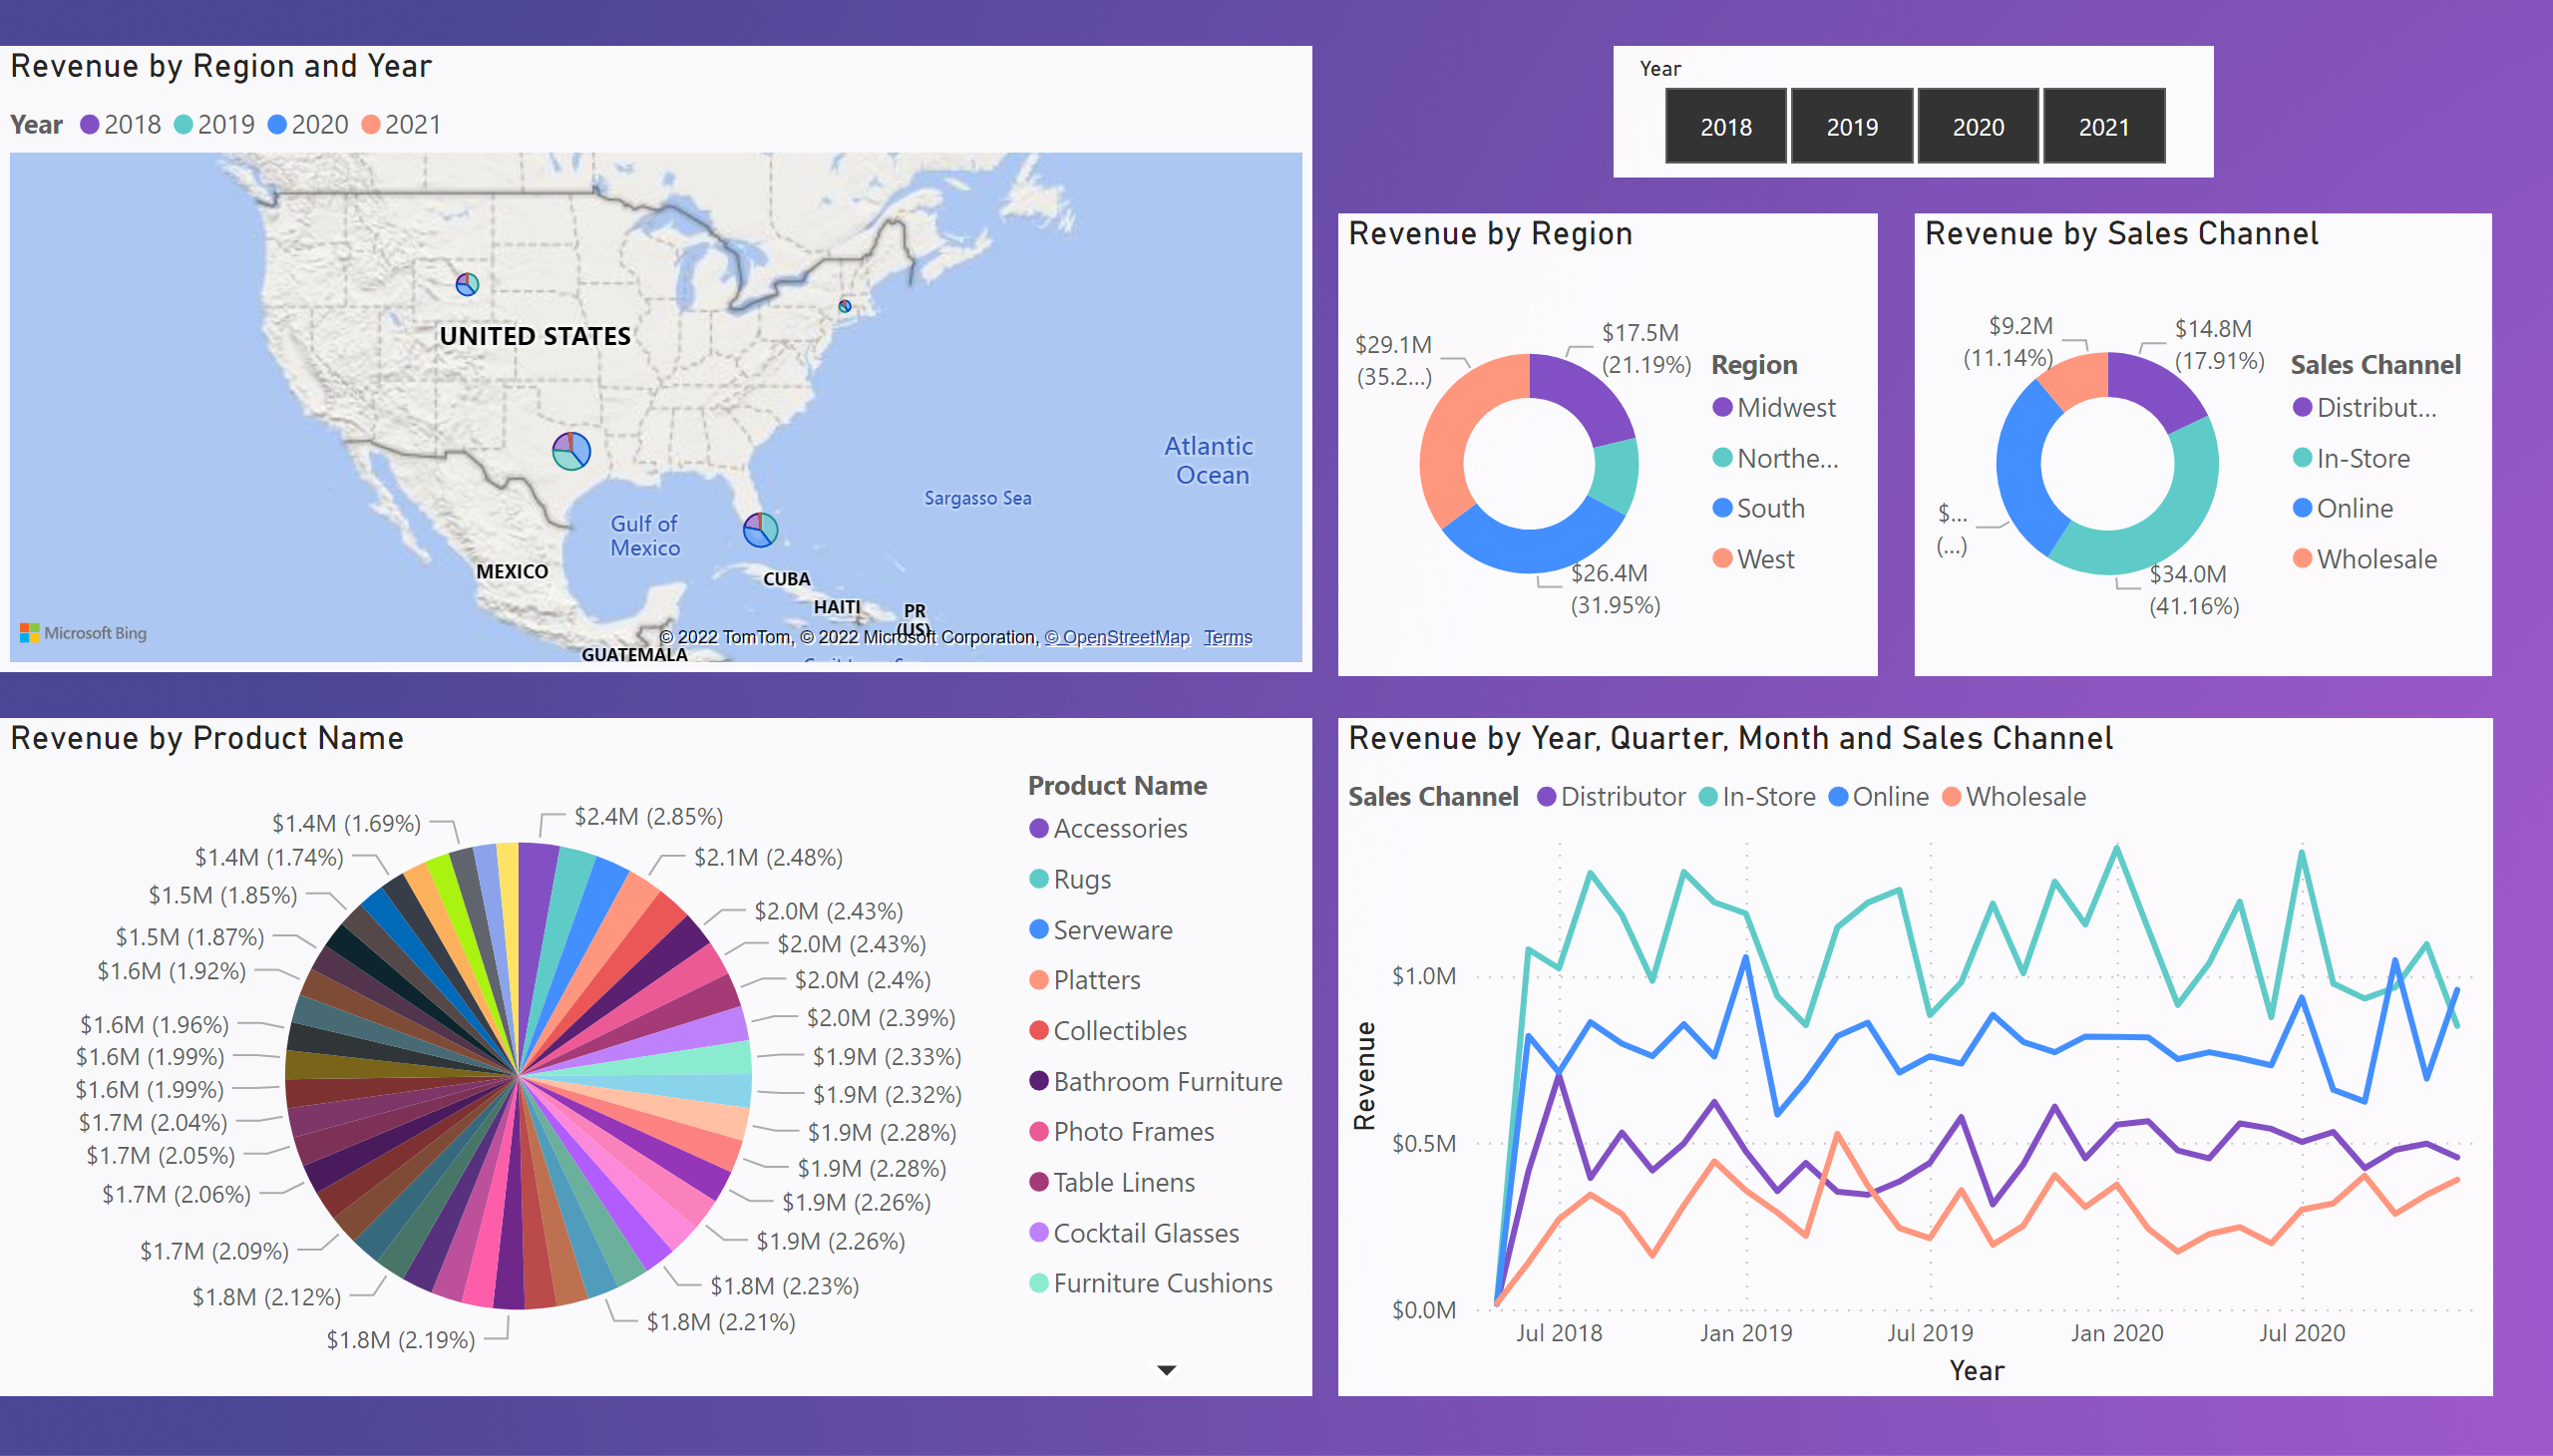 Revenue by Region and Year
Year 2018 2019 2020 2021
UNITED STATES
Atlantic
Ocean
Sargasso Sea
Gulf of
Mexico
MEXICO
CUBA
HAITI
PR
(US)
GUATEMALA
Microsoft Bing
© 2022 TomTom, © 2022 Microsoft Corporation, © OpenStreetMap Terms
Year
2018 2019 2020 2021
Revenue by Region
$29.1M
(35.2...)
$17.5M
(21.19%)
$26.4M
(31.95%)
Region
Midwest
Northe...
South
West
Revenue by Sales Channel
$9.2M
(11.14%)
$14.8M
(17.91%)
$...
(...)
$34.0M
(41.16%)
Sales Channel
Distribut...
In-Store
Online
Wholesale
Revenue by Product Name
$2.4M (2.85%)
$2.1M (2.48%)
$2.0M (2.43%)
$2.0M (2.43%)
$2.0M (2.4%)
$2.0M (2.39%)
$1.9M (2.33%)
$1.9M (2.32%)
$1.9M (2.28%)
$1.9M (2.28%)
$1.9M (2.26%)
$1.9M (2.26%)
$1.8M (2.23%)
$1.8M (2.21%)
$1.8M (2.19%)
$1.8M (2.12%)
$1.7M (2.09%)
$1.7M (2.06%)
$1.7M (2.05%)
$1.7M (2.04%)
$1.6M (1.99%)
$1.6M (1.99%)
$1.6M (1.96%)
$1.6M (1.92%)
$1.5M (1.87%)
$1.5M (1.85%)
$1.4M (1.74%)
$1.4M (1.69%)
Product Name
Accessories
Rugs
Serveware
Platters
Collectibles
Bathroom Furniture
Photo Frames
Table Linens
Cocktail Glasses
Furniture Cushions
Revenue by Year, Quarter, Month and Sales Channel
Sales Channel Distributor In-Store Online Wholesale
Revenue
$1.0M
$0.5M
$0.0M
Jul 2018 Jan 2019 Jul 2019 Jan 2020 Jul 2020
Year